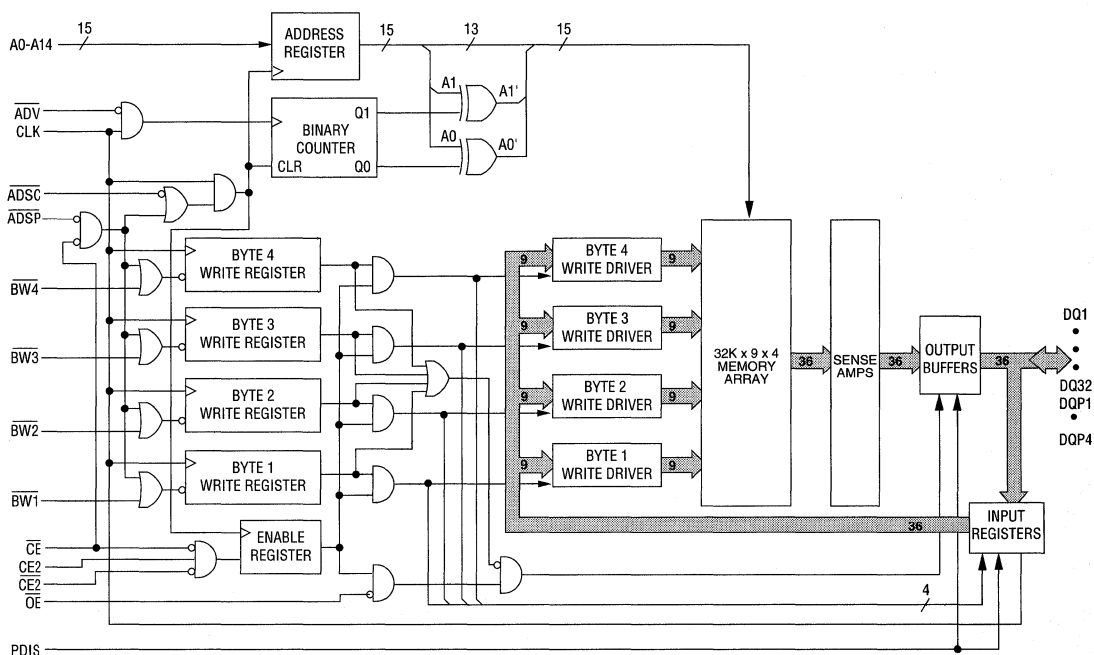 A0-A14
15
ADDRESS
REGISTER
15
13
15
ADV
CLK
BINARY
COUNTER
Q1
Q0
CLR
A1
A1'
A0
A0'
ADSC
ADSP
BYTE 4
WRITE REGISTER
BW4
BYTE 3
WRITE REGISTER
BW3
BYTE 2
WRITE REGISTER
BW2
BYTE 1
WRITE REGISTER
BW1
CE
CE2
CE2
OE
ENABLE
REGISTER
9
BYTE 4
WRITE DRIVER
9
9
BYTE 3
WRITE DRIVER
9
9
BYTE 2
WRITE DRIVER
9
9
BYTE 1
WRITE DRIVER
9
32K x 9 x 4
MEMORY
ARRAY
36
SENSE
AMPS
36
OUTPUT
BUFFERS
36
DQ1
DQ32
DQP1
DQP4
36
INPUT
REGISTERS
4
PDIS